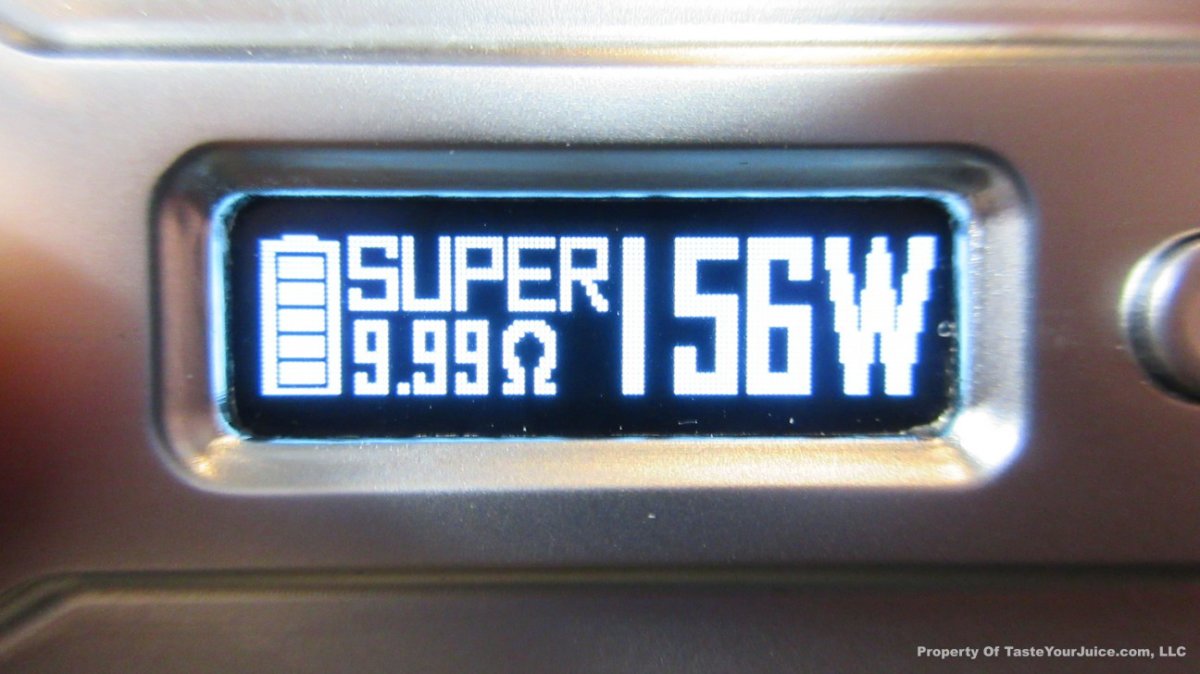 SUPER 156W
9.99Ω
Property Of TasteYourJuice.com, LLC